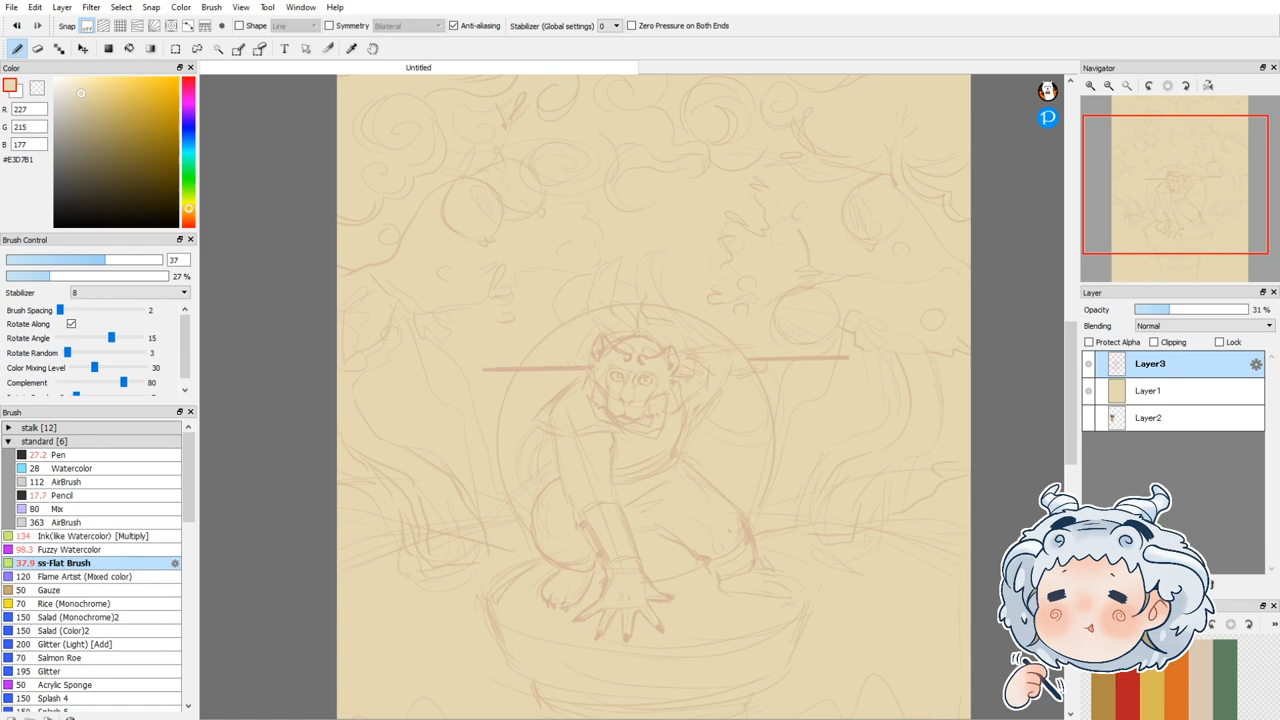 File Edit Layer Filter Select Snap Color Brush View Tool Window Help
Snap off Shape Line Symmetry Bilateral Anti-aliasing Stabilizer (Global settings) 0 Zero Pressure on Both Ends
Color
Untitled
Navigator
R 227
G 215
B 177
#E3D7B1
Brush Control
37
27 %
Stabilizer 8
Brush Spacing 2
Rotate Along
Rotate Angle 15
Rotate Random 3
Color Mixing Level 30
Complement 80
Brush
stalk [12]
standard [6]
27.2 Pen
28 Watercolor
112 AirBrush
17.7 Pencil
80 Mix
363 AirBrush
134 Ink(like Watercolor) [Multiply]
98.3 Fuzzy Watercolor
37.9 ss-Flat Brush
120 Flame Artist (Mixed color)
50 Gauze
70 Rice (Monochrome)
150 Salad (Monochrome)2
150 Salad (Color)2
200 Glitter (Light) [Add]
70 Salmon Roe
195 Glitter
50 Acrylic Sponge
150 Splash 4
150 Splash 5
Layer
Opacity 31 %
Blending Normal
Protect Alpha Clipping Lock
Layer3
Layer1
Layer2